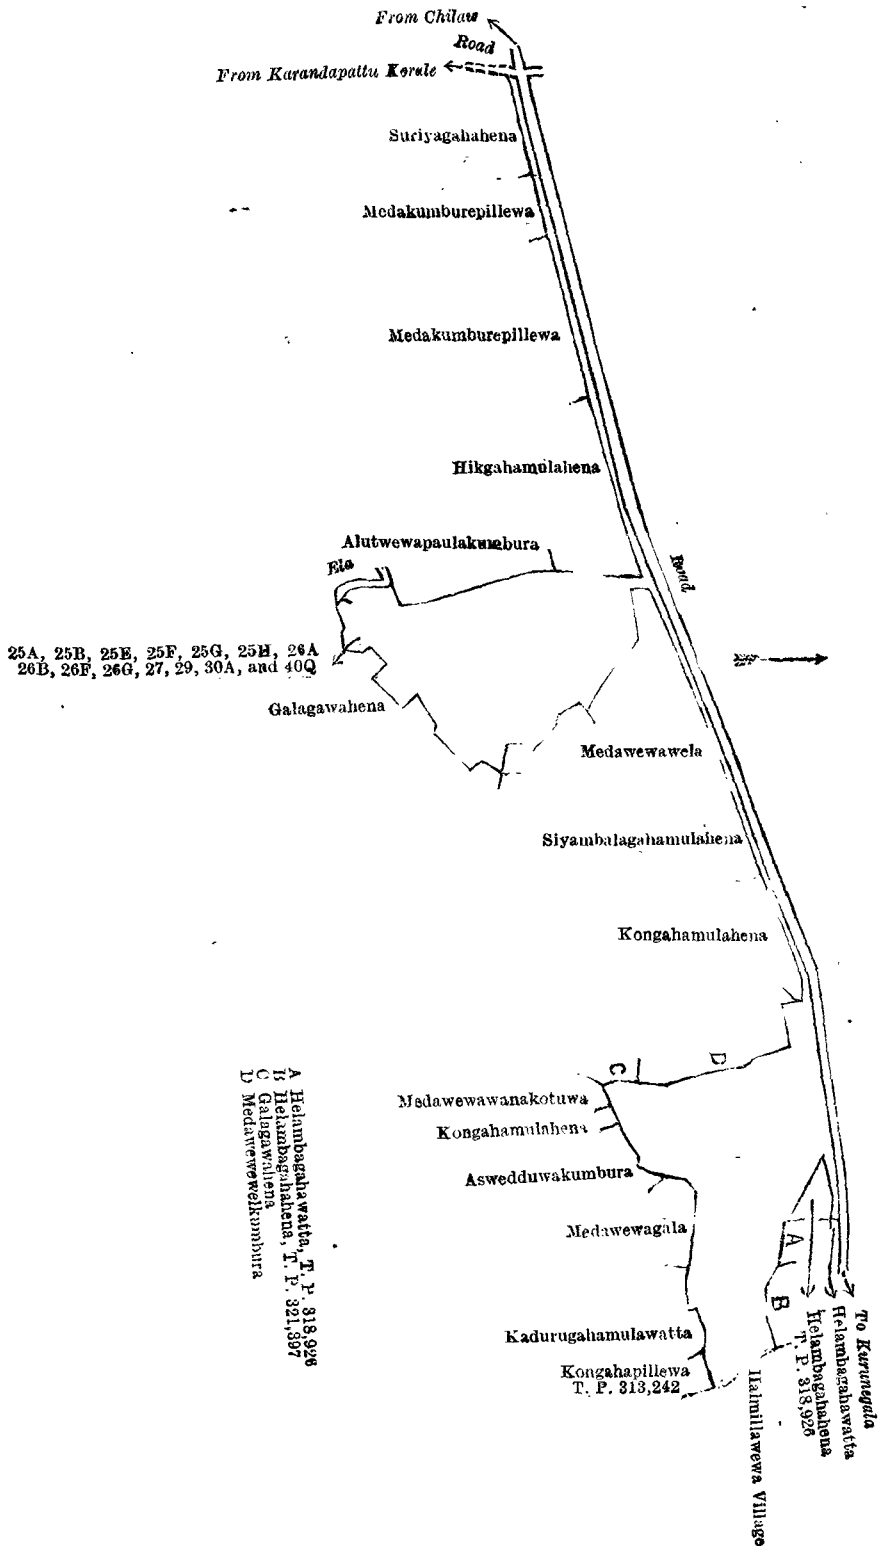 From Chilaw
Road
From Karandapattu Korale
Suriyagahahena
Medakumburepillewa
Medakumburepillewa
Hikgahamulahena
Alutwewapaulakumbura
Ela
Road
25A, 25B, 25E, 25F, 25G, 25H, 26A
26B, 26F, 26G, 27, 29, 30A, and 40Q
Galagawahena
Medawewawela
Siyambalagahamulahena
Kongahamulahena
D
C
Medawewawanakotuwa
Kongahamulahena
Aswedduwakumbura
Medawewagala
A
B
Kadurugahamulawatta
Kongahapillewa
T. P. 313,242
To Kurunegala
Helambagahawatta
Helambagahahena
T. P. 318,926
Halmillawewa Village
A Helambagahawatta, T. P. 318,926
B Helambagahahena, T. P. 321,397
C Galagawahena
D Medawewewelkumbura